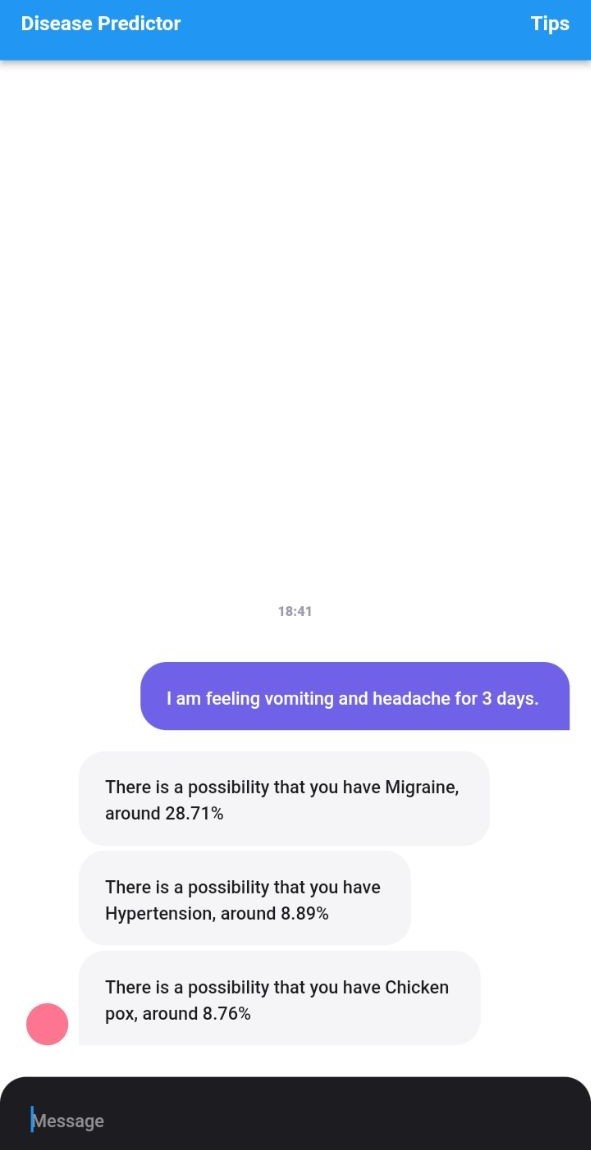 Disease Predictor Tips
18:41
I am feeling vomiting and headache for 3 days.
There is a possibility that you have Migraine,
around 28.71%
There is a possibility that you have
Hypertension, around 8.89%
There is a possibility that you have Chicken
pox, around 8.76%
Message